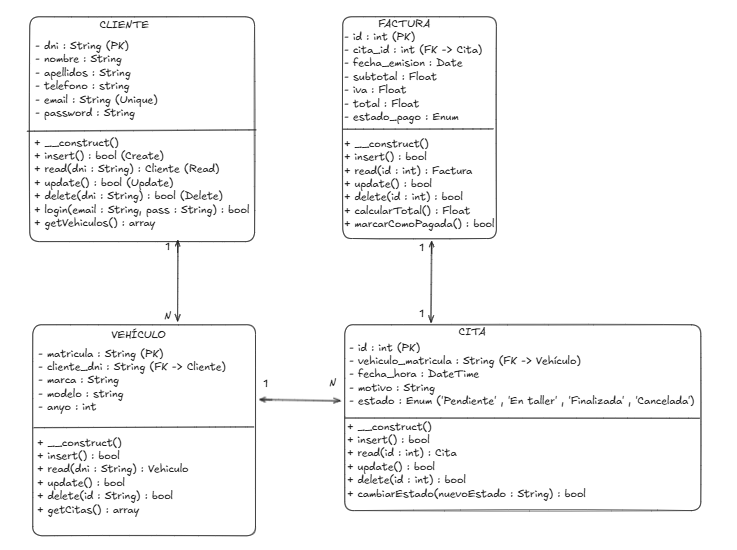 CLIENTE
- dni : String (PK)
- nombre : String
- apellidos : String
- telefono : string
- email : String (Unique)
- password : String
+ __construct()
+ insert() : bool (Create)
+ read(dni : String) : Cliente (Read)
+ update() : bool (Update)
+ delete(dni : String) : bool (Delete)
+ login(email : String, pass : String) : bool
+ getVehiculos() : array
FACTURA
- id : int (PK)
- cita_id : int (FK -> Cita)
- fecha_emision : Date
- subtotal : Float
- iva : Float
- total : Float
- estado_pago : Enum
+ __construct()
+ insert() : bool
+ read(id : int) : Factura
+ update() : bool
+ delete(id : int) : bool
+ calcularTotal() : Float
+ marcarComoPagada() : bool
1
N
1
1
VEHÍCULO
- matricula : String (PK)
- cliente_dni : String (FK -> Cliente)
- marca : String
- modelo : string
- anyo : int
+ __construct()
+ insert() : bool
+ read(dni : String) : Vehiculo
+ update() : bool
+ delete(id : String) : bool
+ getCitas() : array
1
N
CITA
- id : int (PK)
- vehiculo_matricula : String (FK -> Vehículo)
- fecha_hora : DateTime
- motivo : String
- estado : Enum ('Pendiente' , 'En taller' , 'Finalizada' , 'Cancelada')
+ __construct()
+ insert() : bool
+ read(id : int) : Cita
+ update() : bool
+ delete(id : int) : bool
+ cambiarEstado(nuevoEstado : String) : bool